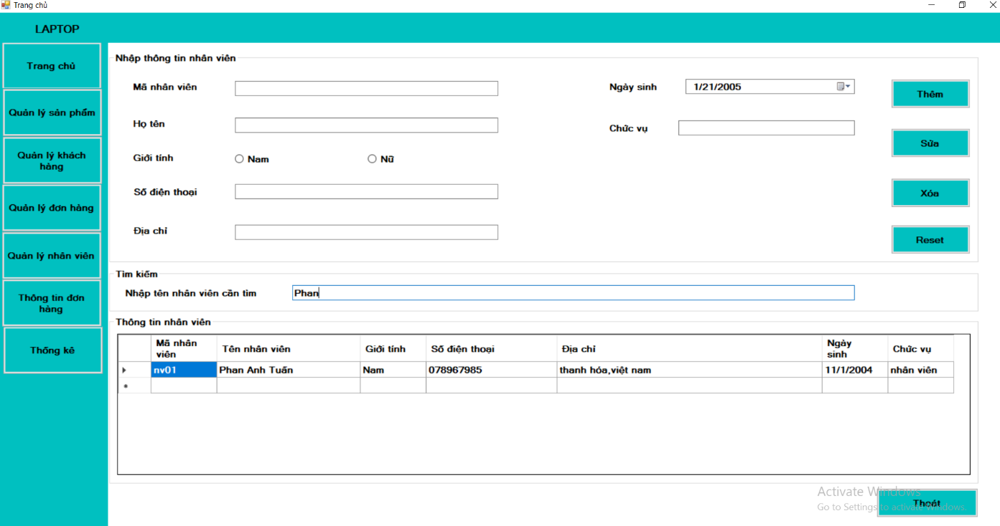 Trang chủ
LAPTOP
Trang chủ
Quản lý sản phẩm
Quản lý khách
hàng
Quản lý đơn hàng
Quản lý nhân viên
Thông tin đơn
hàng
Thống kê
Nhập thông tin nhân viên
Mã nhân viên
Họ tên
Giới tính
Nam
Nữ
Số điện thoại
Địa chỉ
Ngày sinh
1/21/2005
Chức vụ
Thêm
Sửa
Xóa
Reset
Tìm kiếm
Nhập tên nhân viên cần tìm
Phan
Thông tin nhân viên
Mã nhân
viên
Tên nhân viên
Giới tính
Số điện thoại
Địa chỉ
Ngày
sinh
Chức vụ
nv01
Phan Anh Tuấn
Nam
078967985
thanh hóa,việt nam
11/1/2004
nhân viên
*
Activate Windows
Go to Settings to activate Windows.
Thoát